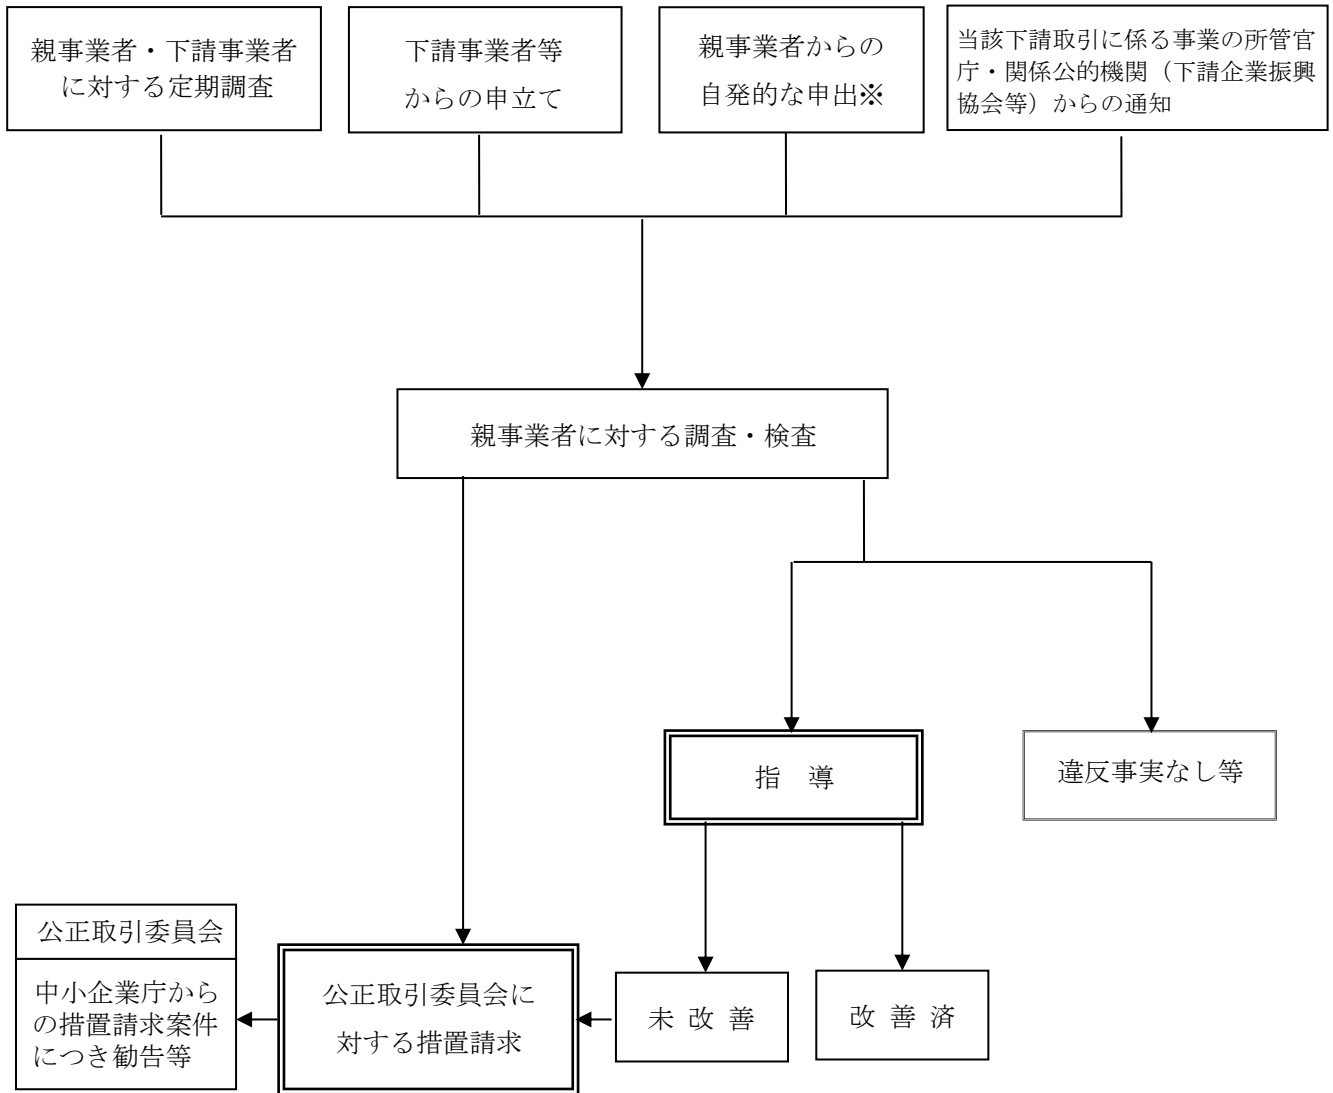 親事業者・下請事業者
に対する定期調査
下請事業者等
からの申立て
親事業者からの
自発的な申出※
当該下請取引に係る事業の所管官
庁・関係公的機関（下請企業振興
協会等）からの通知
親事業者に対する調査・検査
指　導
違反事実なし等
公正取引委員会
中小企業庁から
の措置請求案件
につき勧告等
公正取引委員会に
対する措置請求
未 改 善
改 善 済